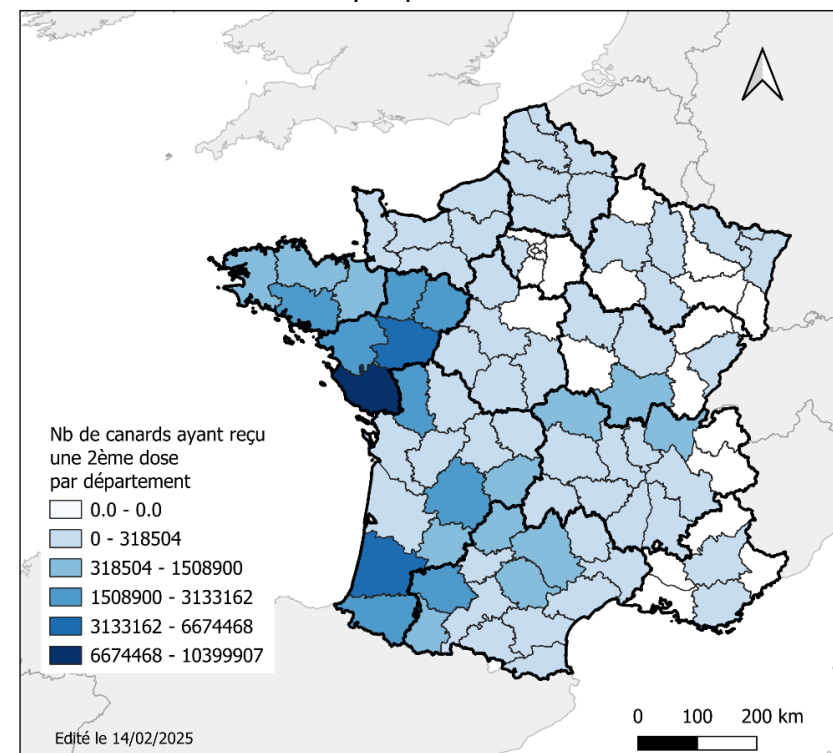 Nb de canards ayant reçu
une 2ème dose
par département
0.0 - 0.0
0 - 318504
318504 - 1508900
1508900 - 3133162
3133162 - 6674468
6674468 - 10399907
Edité le 14/02/2025
0 100 200 km